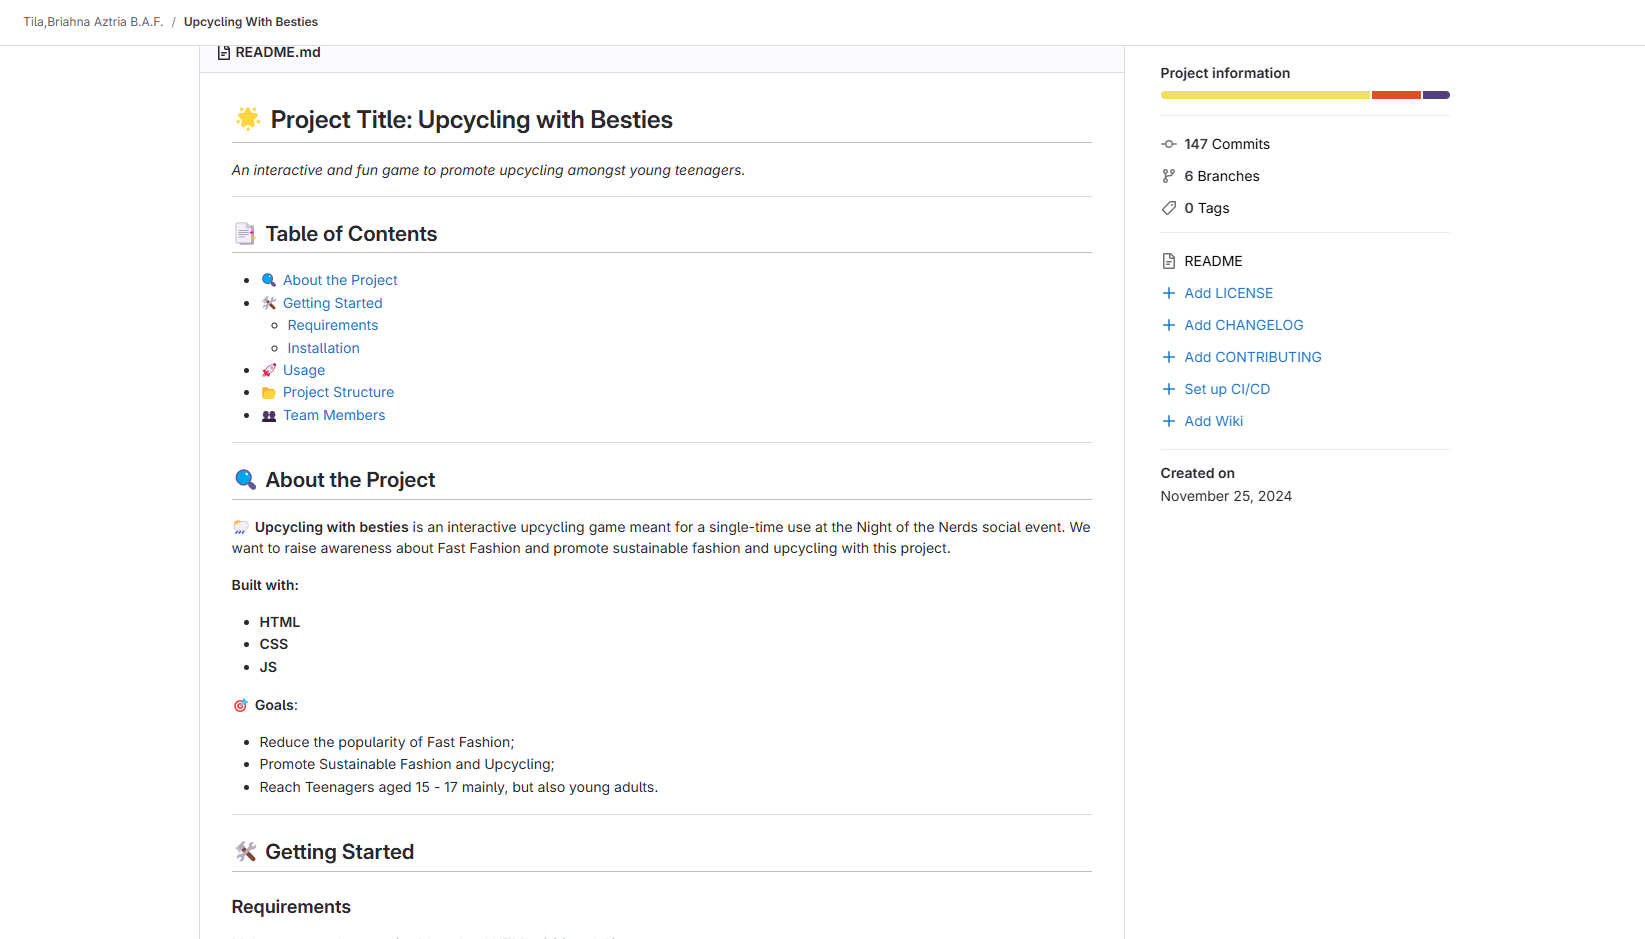 Tila,Briahna Aztria B.A.F. / Upcycling With Besties
README.md
Project Title: Upcycling with Besties
An interactive and fun game to promote upcycling amongst young teenagers.
Table of Contents
About the Project
Getting Started
Requirements
Installation
Usage
Project Structure
Team Members
About the Project
Upcycling with besties is an interactive upcycling game meant for a single-time use at the Night of the Nerds social event. We
want to raise awareness about Fast Fashion and promote sustainable fashion and upcycling with this project.
Built with:
HTML
CSS
JS
Goals:
Reduce the popularity of Fast Fashion;
Promote Sustainable Fashion and Upcycling;
Reach Teenagers aged 15 - 17 mainly, but also young adults.
Getting Started
Requirements
Project information
147 Commits
6 Branches
0 Tags
README
Add LICENSE
Add CHANGELOG
Add CONTRIBUTING
Set up CI/CD
Add Wiki
Created on
November 25, 2024